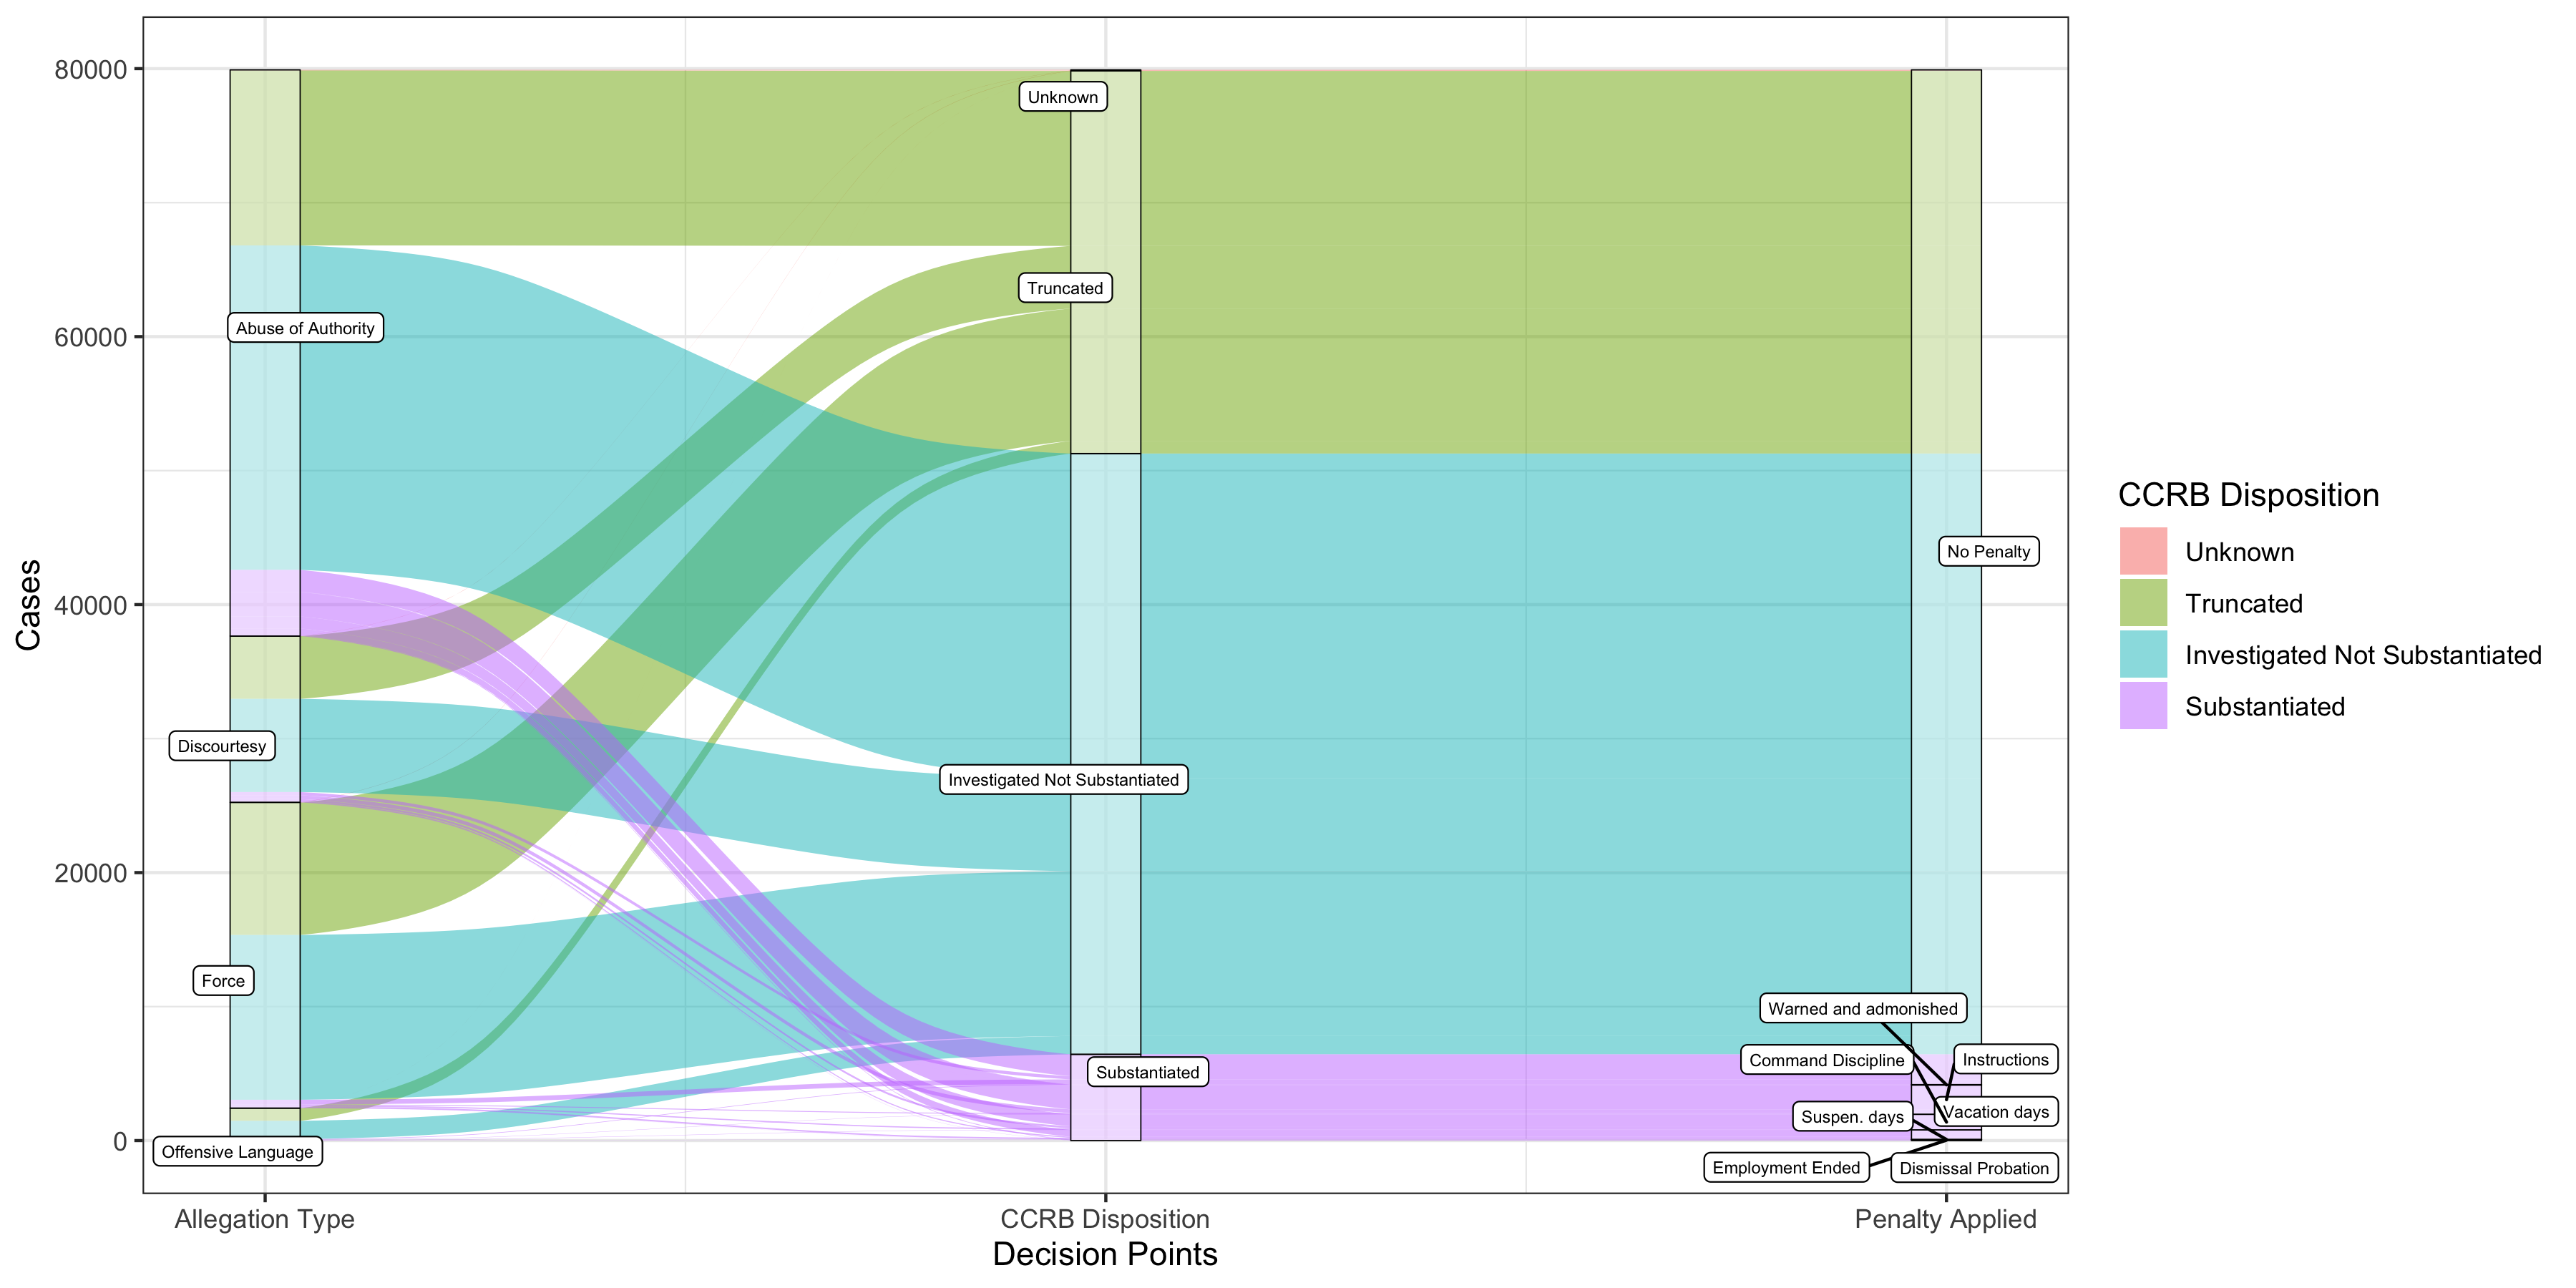 80000
60000
40000
20000
0
Cases
Unknown
Truncated
Abuse of Authority
No Penalty
Discourtesy
Investigated Not Substantiated
Force
Warned and admonished
Command Discipline
Instructions
Substantiated
Suspen. days
Vacation days
Offensive Language
Employment Ended
Dismissal Probation
Allegation Type
CCRB Disposition
Penalty Applied
Decision Points
CCRB Disposition
Unknown
Truncated
Investigated Not Substantiated
Substantiated